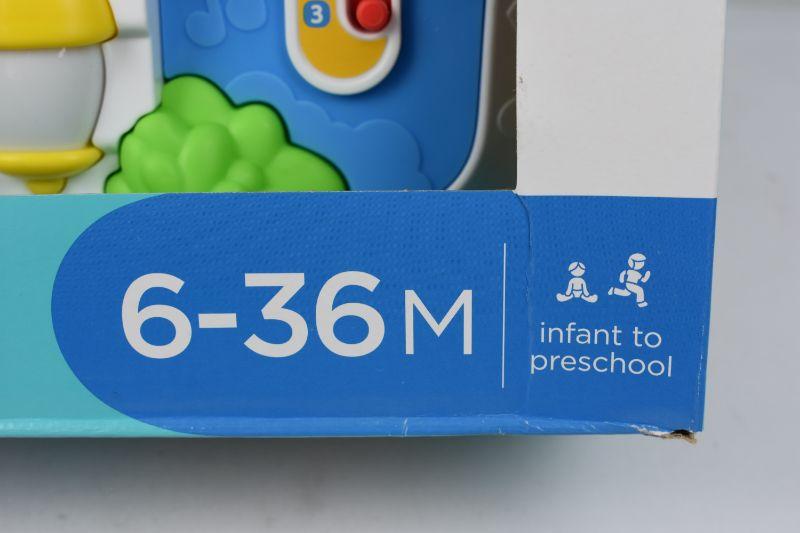 3
6-36 M
infant to
preschool